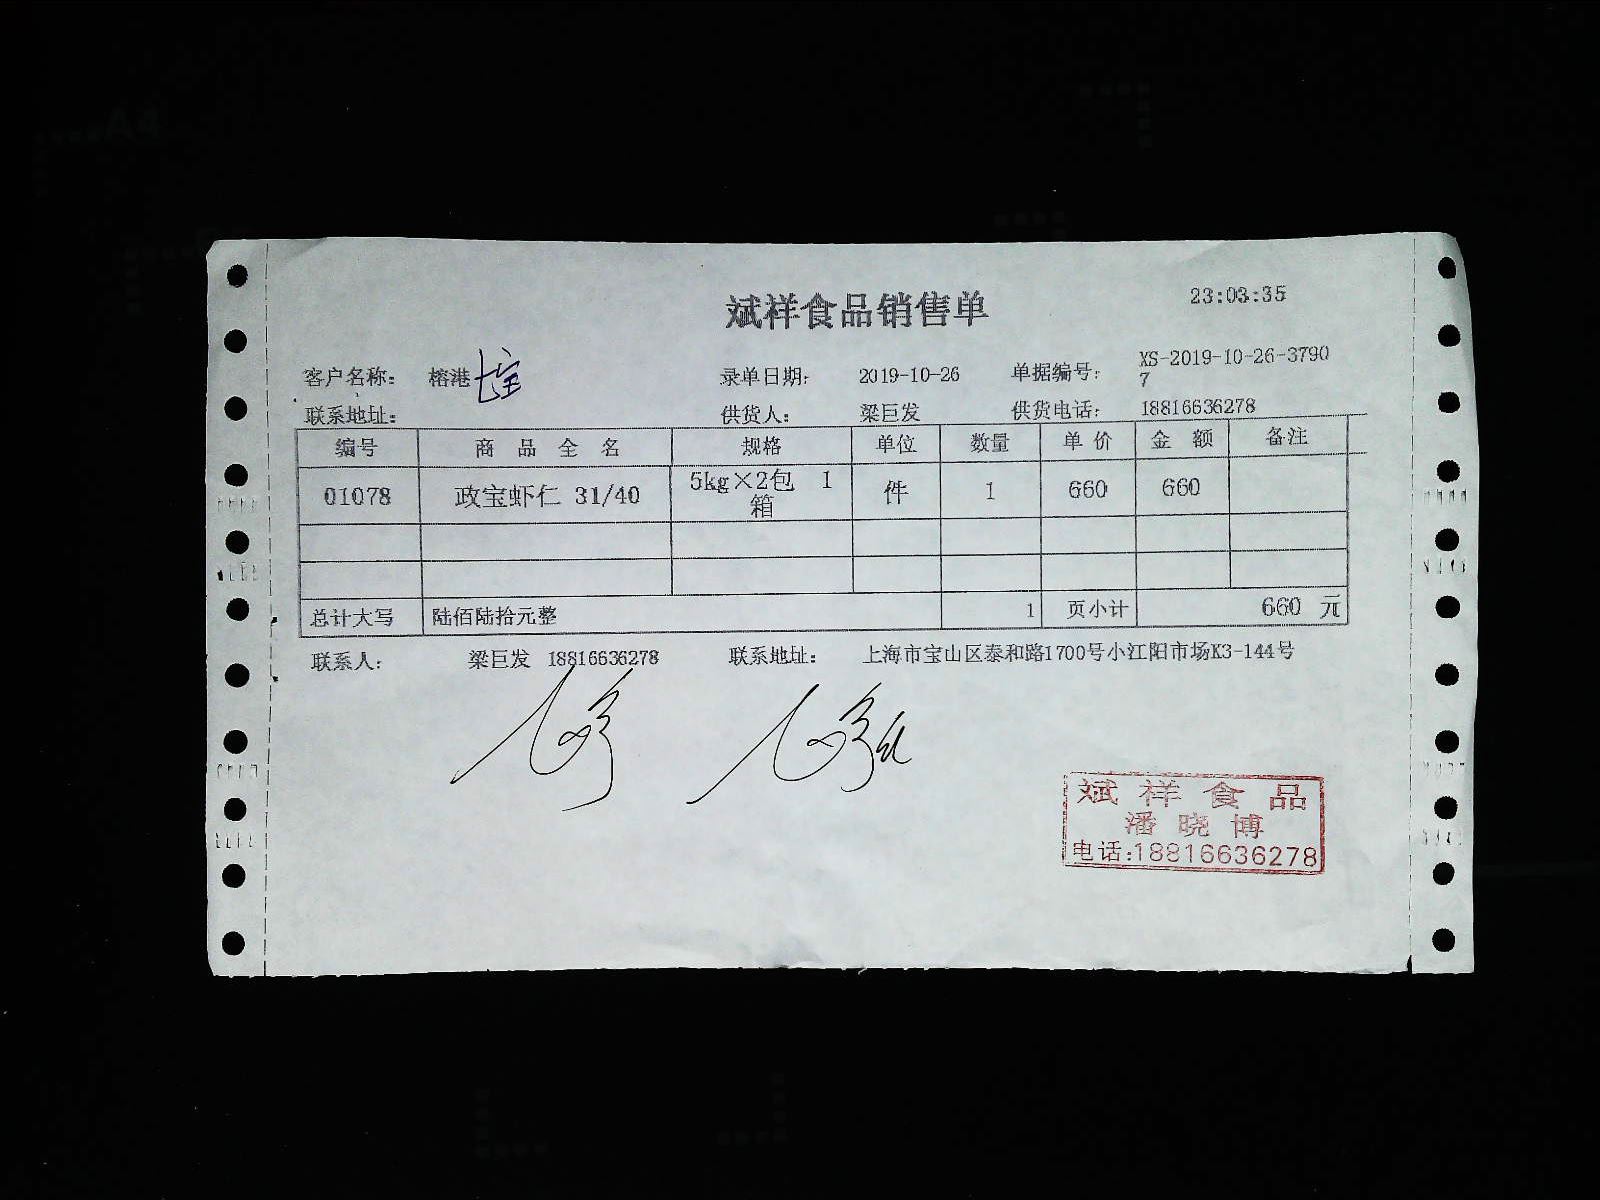 斌祥食品销售单 23:03:35
客户名称: 榕港 录单日期: 2019-10-26 单据编号: XS-2019-10-26-3790
7
联系地址: 供货人: 梁巨发 供货电话: 18816636278
编号 商品全名 规格 单位 数量 单价 金额 备注
01078 政宝虾仁 31/40 5kg×2包 1 件 1 660 660
箱
总计大写 陆佰陆拾元整 1 页小计 660 元
联系人: 梁巨发 18816636278 联系地址: 上海市宝山区泰和路1700号小江阳市场K3-144号
斌祥食品
潘晓博
电话:18816636278